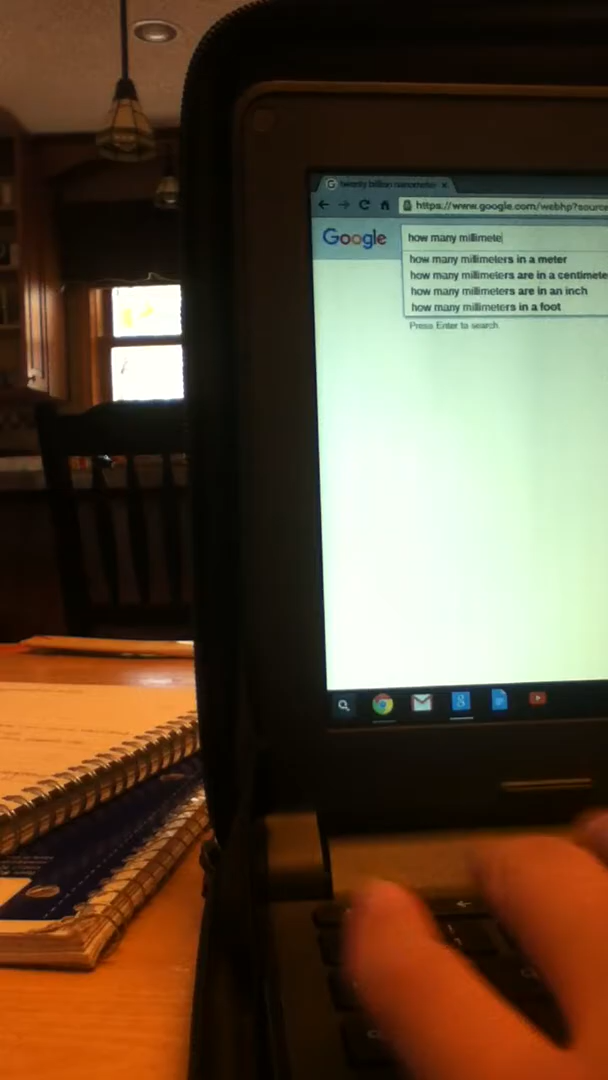 twenty billion nanometers
https://www.google.com/webhp?source
Google
how many millimete
how many millimeters in a meter
how many millimeters are in a centimete
how many millimeters are in an inch
how many millimeters in a foot
Press Enter to search.